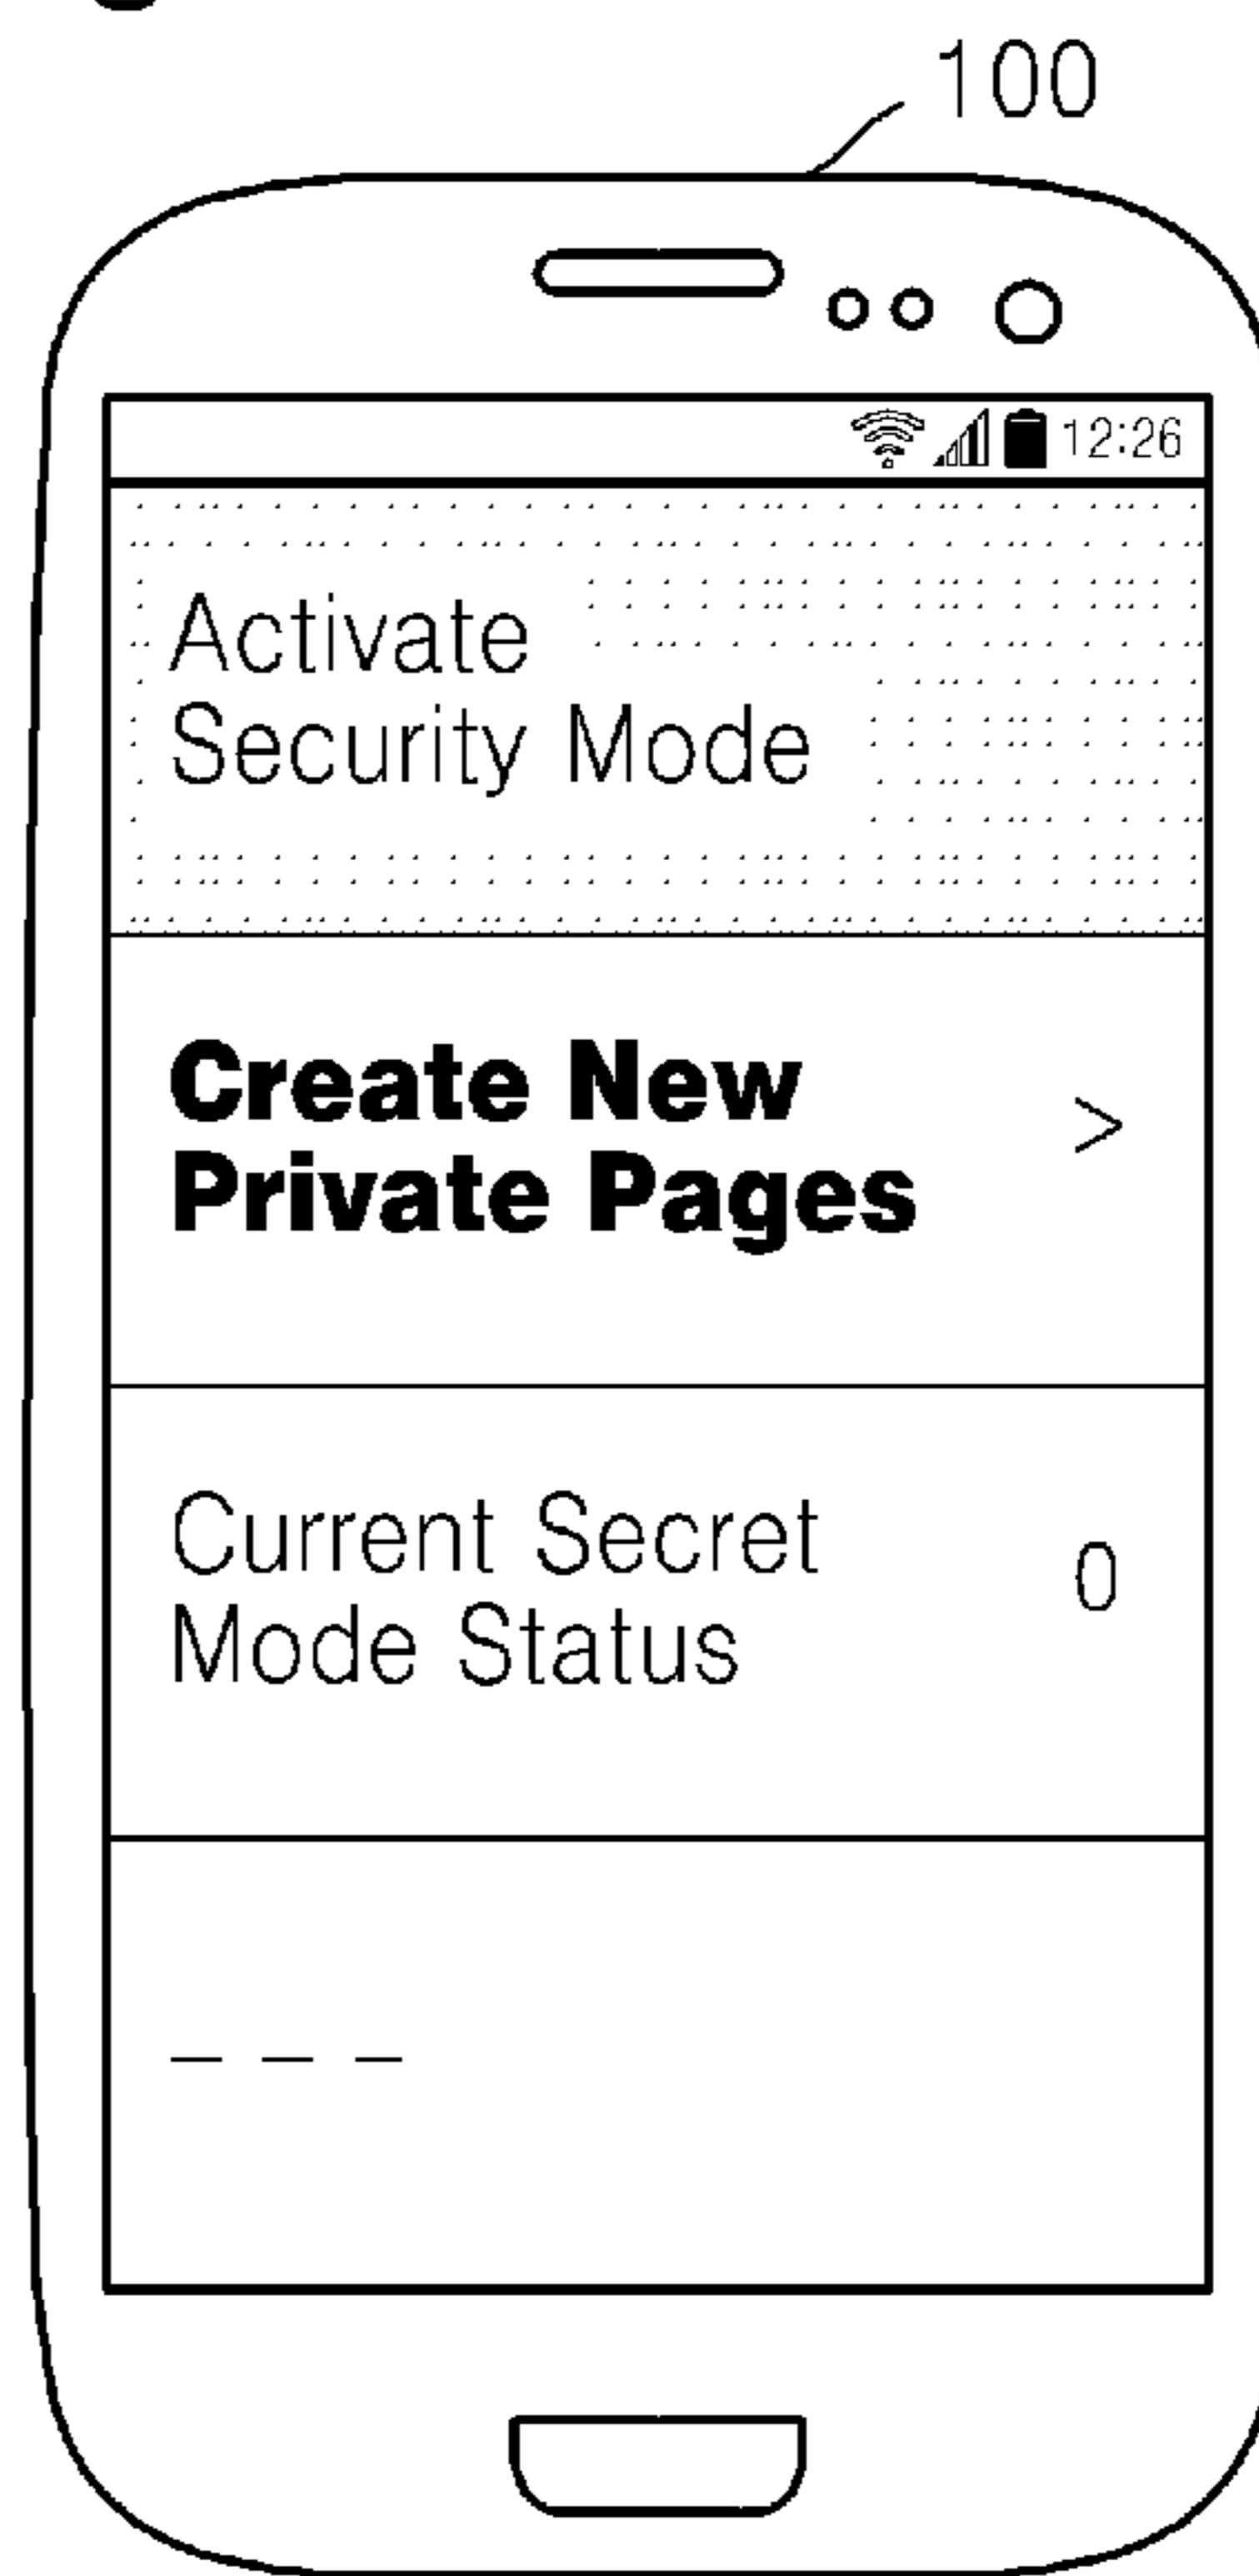 100
12:26
Activate
Security Mode
Create New
Private Pages
>
Current Secret
Mode Status
0
– – –